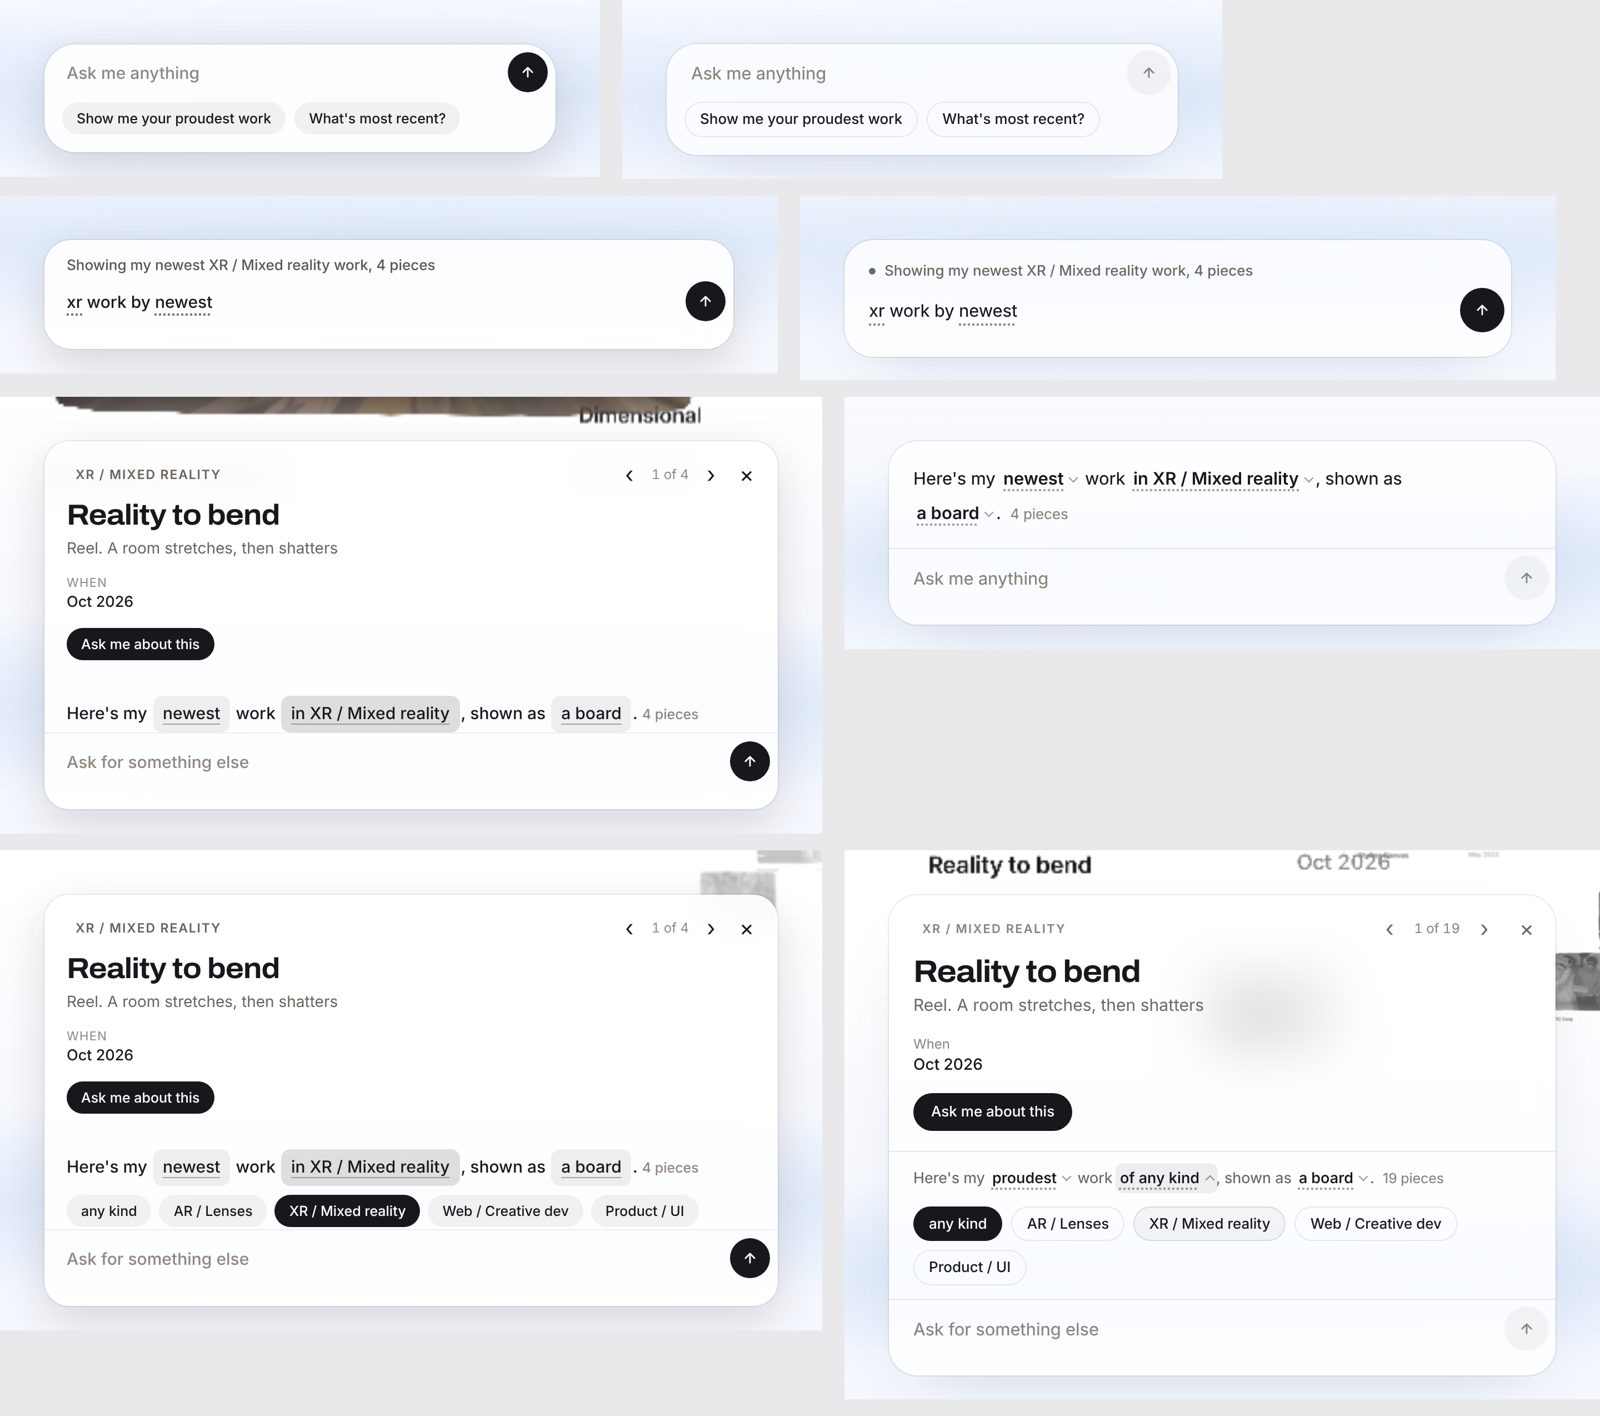 Ask me anything
Show me your proudest work
What's most recent?
Ask me anything
Show me your proudest work
What's most recent?
Showing my newest XR / Mixed reality work, 4 pieces
xr work by newest
Showing my newest XR / Mixed reality work, 4 pieces
xr work by newest
Dimensional
XR / MIXED REALITY
1 of 4
Reality to bend
Reel. A room stretches, then shatters
WHEN
Oct 2026
Ask me about this
Here's my newest work in XR / Mixed reality, shown as a board. 4 pieces
Ask for something else
Here's my newest work in XR / Mixed reality, shown as
a board. 4 pieces
Ask me anything
XR / MIXED REALITY
1 of 4
Reality to bend
Reel. A room stretches, then shatters
WHEN
Oct 2026
Ask me about this
Here's my newest work in XR / Mixed reality, shown as a board. 4 pieces
any kind
AR / Lenses
XR / Mixed reality
Web / Creative dev
Product / UI
Ask for something else
Reality to bend
Oct 2026
May 2025
XR / MIXED REALITY
1 of 19
Reality to bend
Reel. A room stretches, then shatters
When
Oct 2026
Ask me about this
Here's my proudest work of any kind, shown as a board. 19 pieces
any kind
AR / Lenses
XR / Mixed reality
Web / Creative dev
Product / UI
Ask for something else